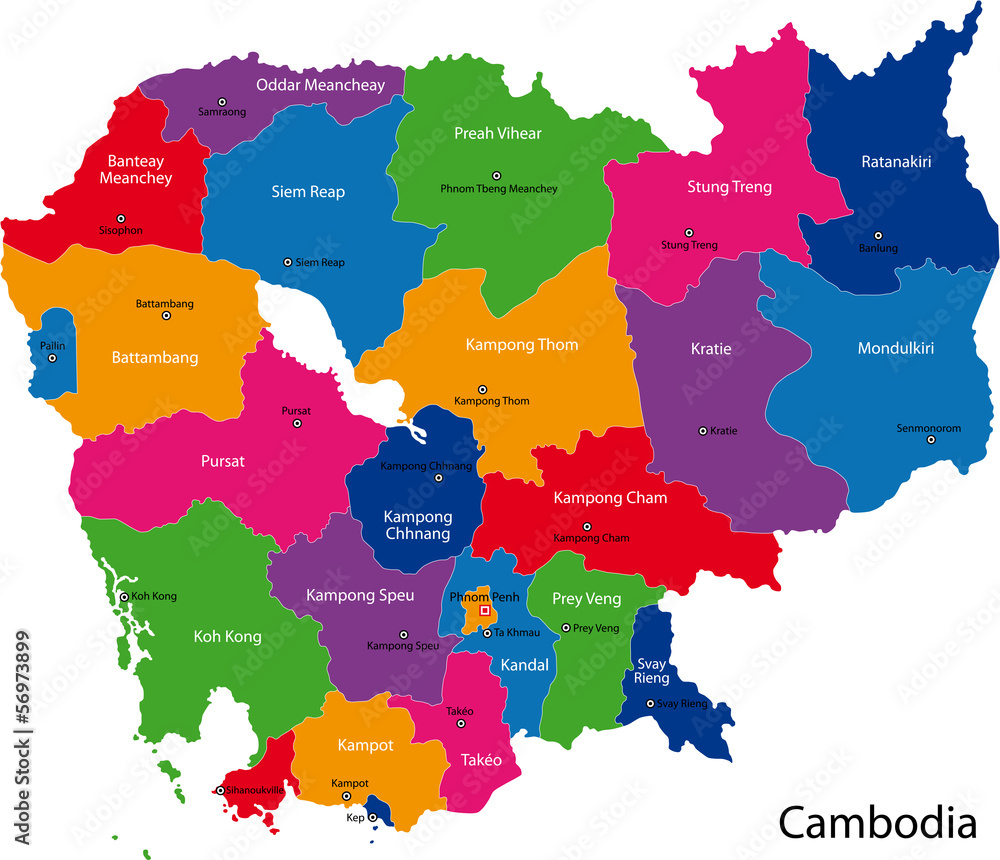 Oddar Meancheay
Samraong
Preah Vihear
Phnom Tbeng Meanchey
Banteay
Meanchey
Sisophon
Siem Reap
Siem Reap
Stung Treng
Stung Treng
Ratanakiri
Banlung
Battambang
Battambang
Pailin
Kampong Thom
Kampong Thom
Kratie
Kratie
Mondulkiri
Senmonorom
Pursat
Pursat
Kampong Chhnang
Kampong
Chhnang
Kampong Cham
Kampong Cham
Koh Kong
Koh Kong
Kampong Speu
Kampong Speu
Phnom Penh
Ta Khmau
Kandal
Prey Veng
Prey Veng
Svay
Rieng
Svay Rieng
Takéo
Takéo
Kampot
Kampot
Sihanoukville
Kep
Cambodia
Adobe Stock | #56973899